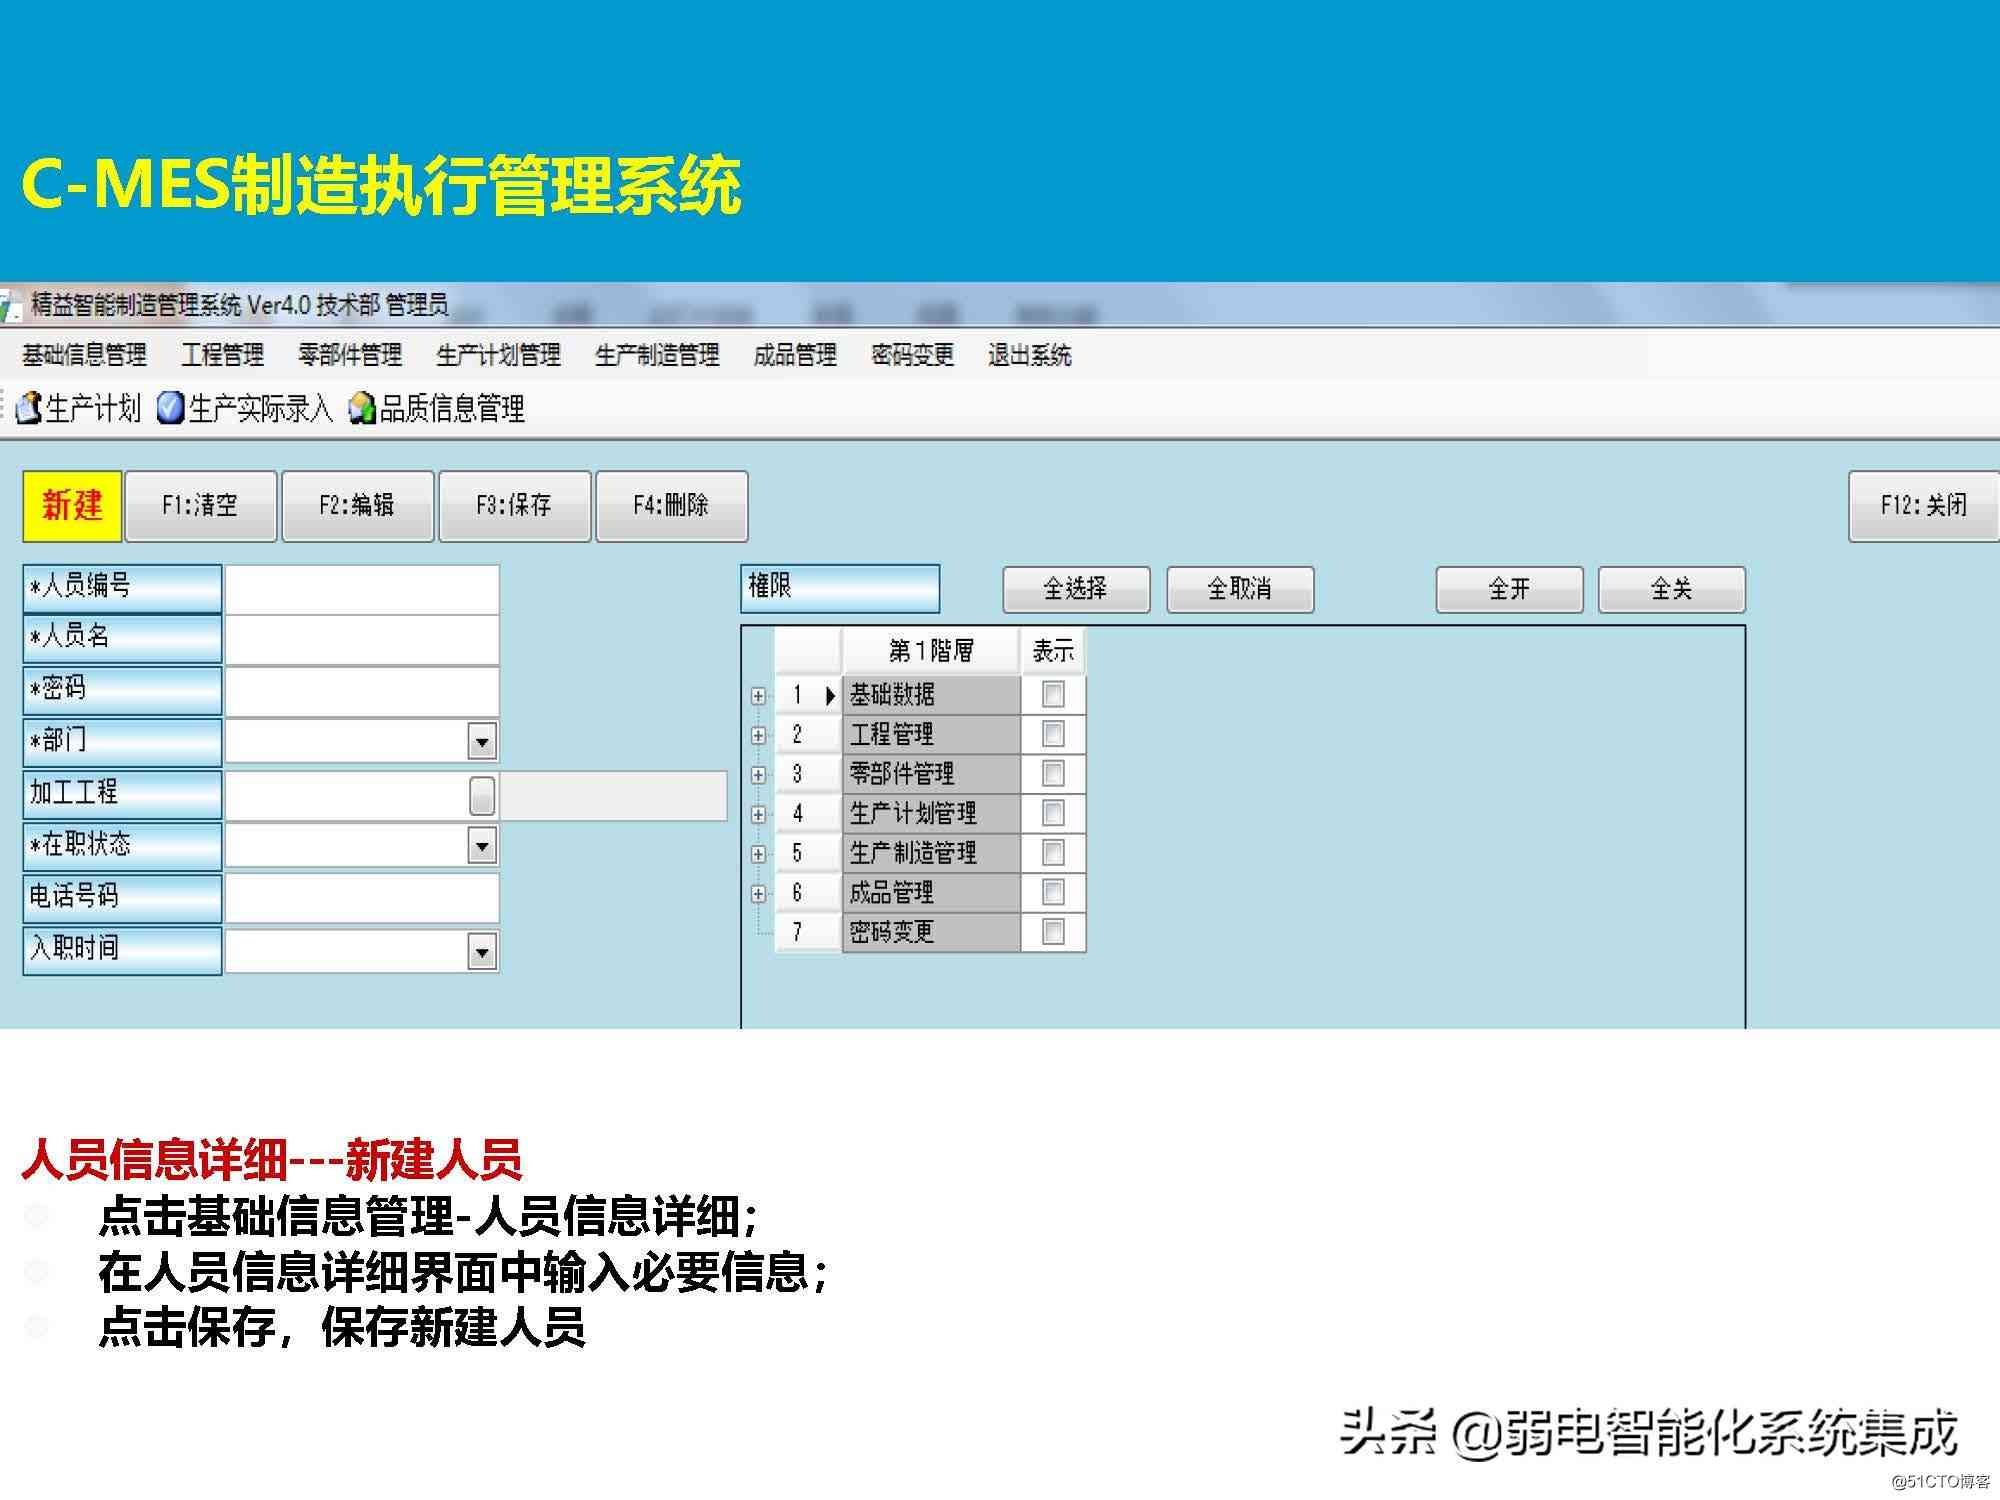 C-MES制造执行管理系统
精益智能制造管理系统 Ver4.0 技术部 管理员
基础信息管理 工程管理 零部件管理 生产计划管理 生产制造管理 成品管理 密码变更 退出系统
生产计划 生产实际录入 品质信息管理
新建 F1:清空 F2:编辑 F3:保存 F4:删除 F12:关闭
*人员编号
*人员名
*密码
*部门
加工工程
*在职状态
电话号码
入职时间
権限 全选择 全取消 全开 全关
第1階層 表示
1 基础数据
2 工程管理
3 零部件管理
4 生产计划管理
5 生产制造管理
6 成品管理
7 密码变更
人员信息详细---新建人员
点击基础信息管理-人员信息详细；
在人员信息详细界面中输入必要信息；
点击保存，保存新建人员
头条 @弱电智能化系统集成
@51CTO博客